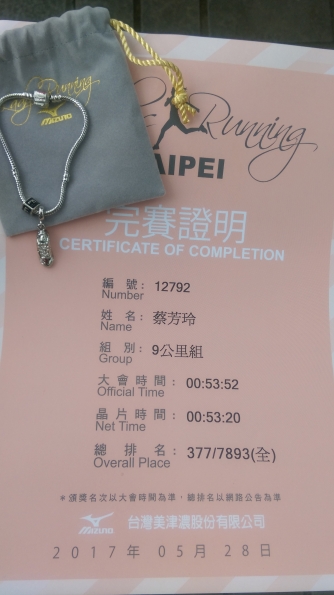 Running
MIZUNO
Running
AIPEI
完賽證明
CERTIFICATE OF COMPLETION
編號: 12792
Number
姓名: 蔡芳玲
Name
組別: 9公里組
Group
大會時間: 00:53:52
Official Time
晶片時間: 00:53:20
Net Time
總排名: 377/7893(全)
Overall Place
*頒獎名次以大會時間為準,總排名以網路公告為準
MIZUNO 台灣美津濃股份有限公司
2017年05月28日